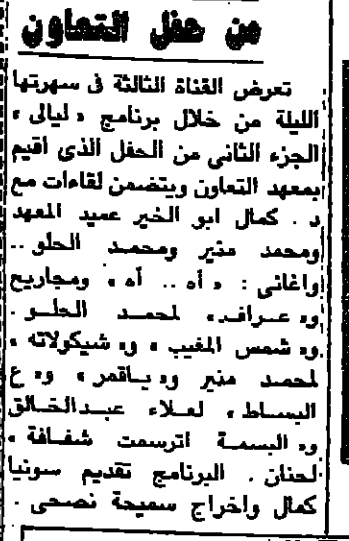 من حفل التعاون
تعرض القناة الثالثة فى سهرتها
الليلة من خلال برنامج « ليالى »
الجزء الثانى من الحفل الذى أقيم
بمعهد التعاون ويتضمن لقاءات مع
د . كمال ابو الخير عميد المعهد
ومحمد منير ومحمد الحلو ..
واغانى : « أه .. أه » ومجاريح
و« عراف » لمحمد الحلو .
و« شمس المغيب » و« شيكولاته »
لمحمد منير و« ياقمر » و« ع
البساط » لعلاء عبدالخالق
و« البسمة اترسمت شفافة »
لحنان . البرنامج تقديم سونيا
كمال واخراج سميحة نصحى .